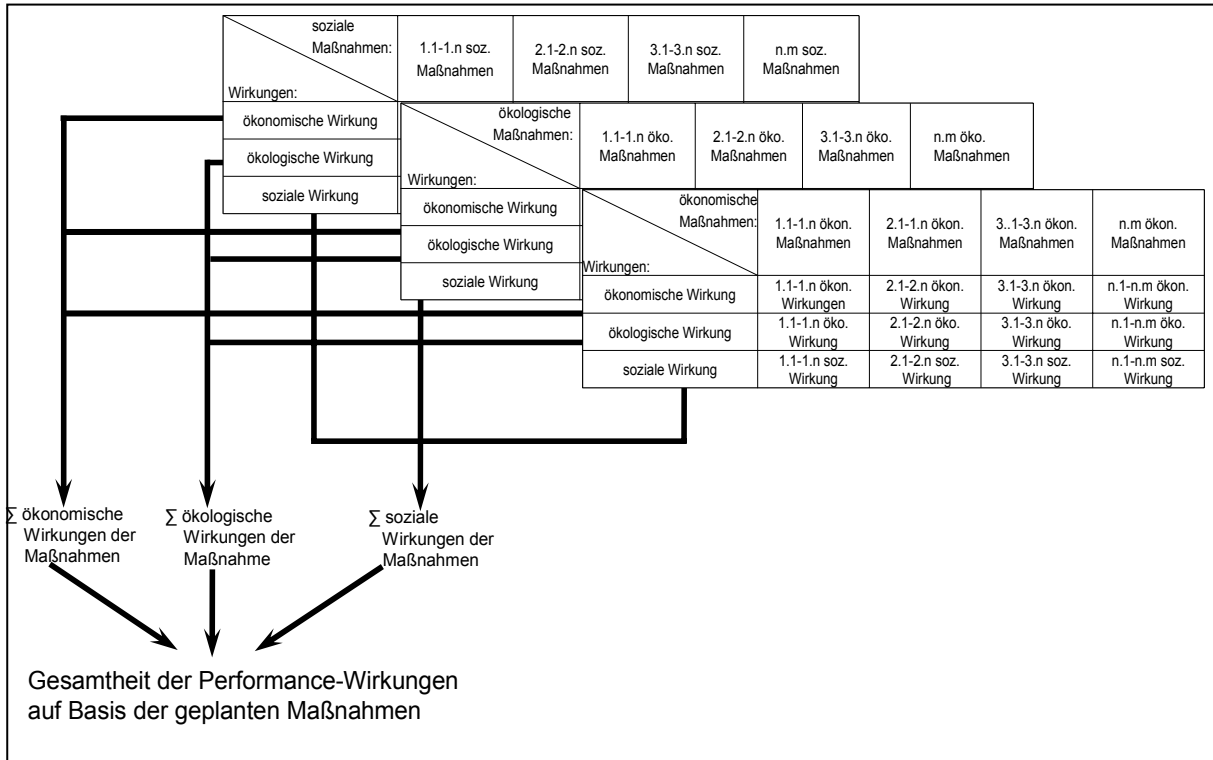 soziale
Maßnahmen:
1.1-1.n soz.
Maßnahmen
2.1-2.n soz.
Maßnahmen
3.1-3.n soz.
Maßnahmen
n.m soz.
Maßnahmen
Wirkungen:
ökonomische Wirkung
ökologische Wirkung
soziale Wirkung
ökologische
Maßnahmen:
1.1-1.n öko.
Maßnahmen
2.1-2.n öko.
Maßnahmen
3.1-3.n öko.
Maßnahmen
n.m öko.
Maßnahmen
Wirkungen:
ökonomische Wirkung
ökologische Wirkung
soziale Wirkung
ökonomische
Maßnahmen:
1.1-1.n ökon.
Maßnahmen
2.1-1.n ökon.
Maßnahmen
3..1-3.n ökon.
Maßnahmen
n.m ökon.
Maßnahmen
Wirkungen:
ökonomische Wirkung
1.1-1.n ökon.
Wirkungen
2.1-2.n ökon.
Wirkung
3.1-3.n ökon.
Wirkung
n.1-n.m ökon.
Wirkung
ökologische Wirkung
1.1-1.n öko.
Wirkung
2.1-2.n öko.
Wirkung
3.1-3.n öko.
Wirkung
n.1-n.m öko.
Wirkung
soziale Wirkung
1.1-1.n soz.
Wirkung
2.1-2.n soz.
Wirkung
3.1-3.n soz.
Wirkung
n.1-n.m soz.
Wirkung
∑ ökonomische
Wirkungen der
Maßnahmen
∑ ökologische
Wirkungen der
Maßnahme
∑ soziale
Wirkungen der
Maßnahmen
Gesamtheit der Performance-Wirkungen
auf Basis der geplanten Maßnahmen